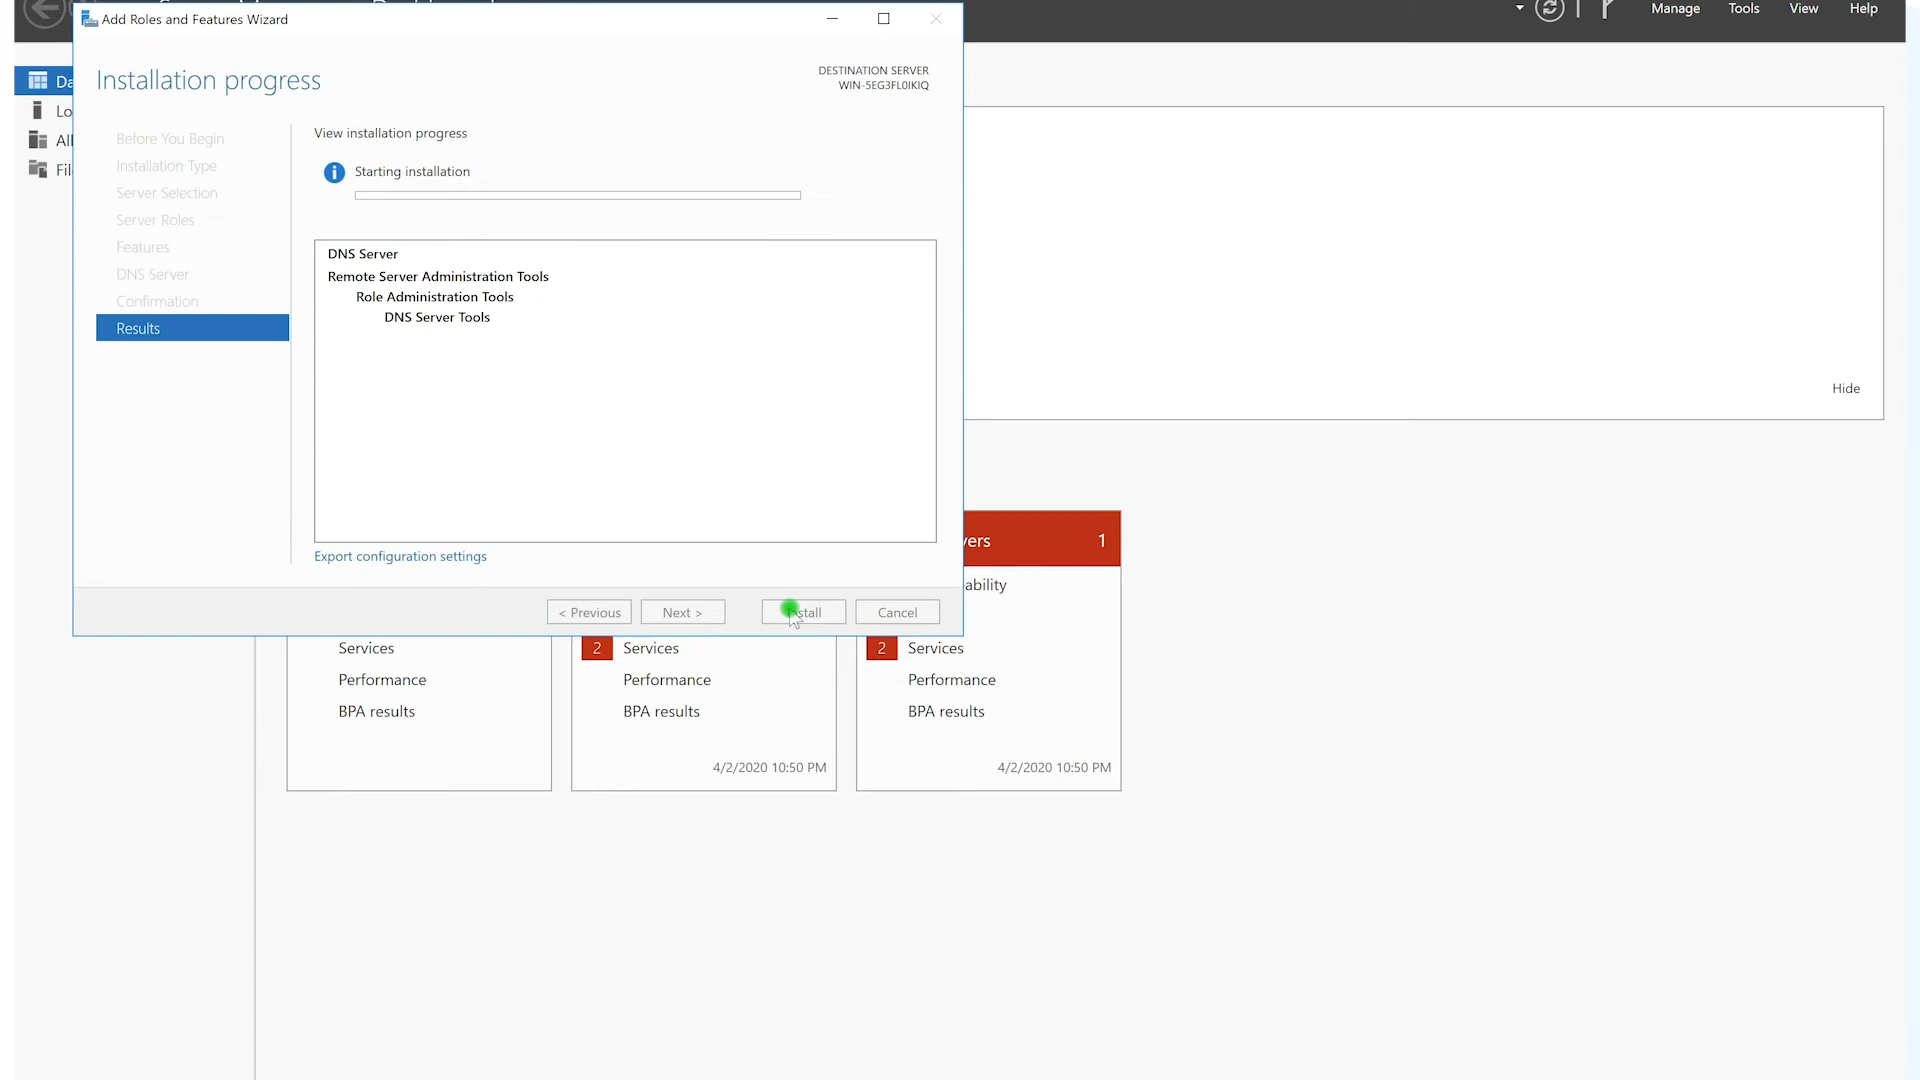 Add Roles and Features Wizard
Manage
Tools
View
Help
Installation progress
DESTINATION SERVER
WIN-5EG3FL0IKIQ
Before You Begin
Installation Type
Server Selection
Server Roles
Features
DNS Server
Confirmation
Results
View installation progress
Starting installation
DNS Server
Remote Server Administration Tools
Role Administration Tools
DNS Server Tools
Export configuration settings
< Previous
Next >
Cancel
Hide
1
Services
Performance
BPA results
2 Services
Performance
BPA results
4/2/2020 10:50 PM
2 Services
Performance
BPA results
4/2/2020 10:50 PM